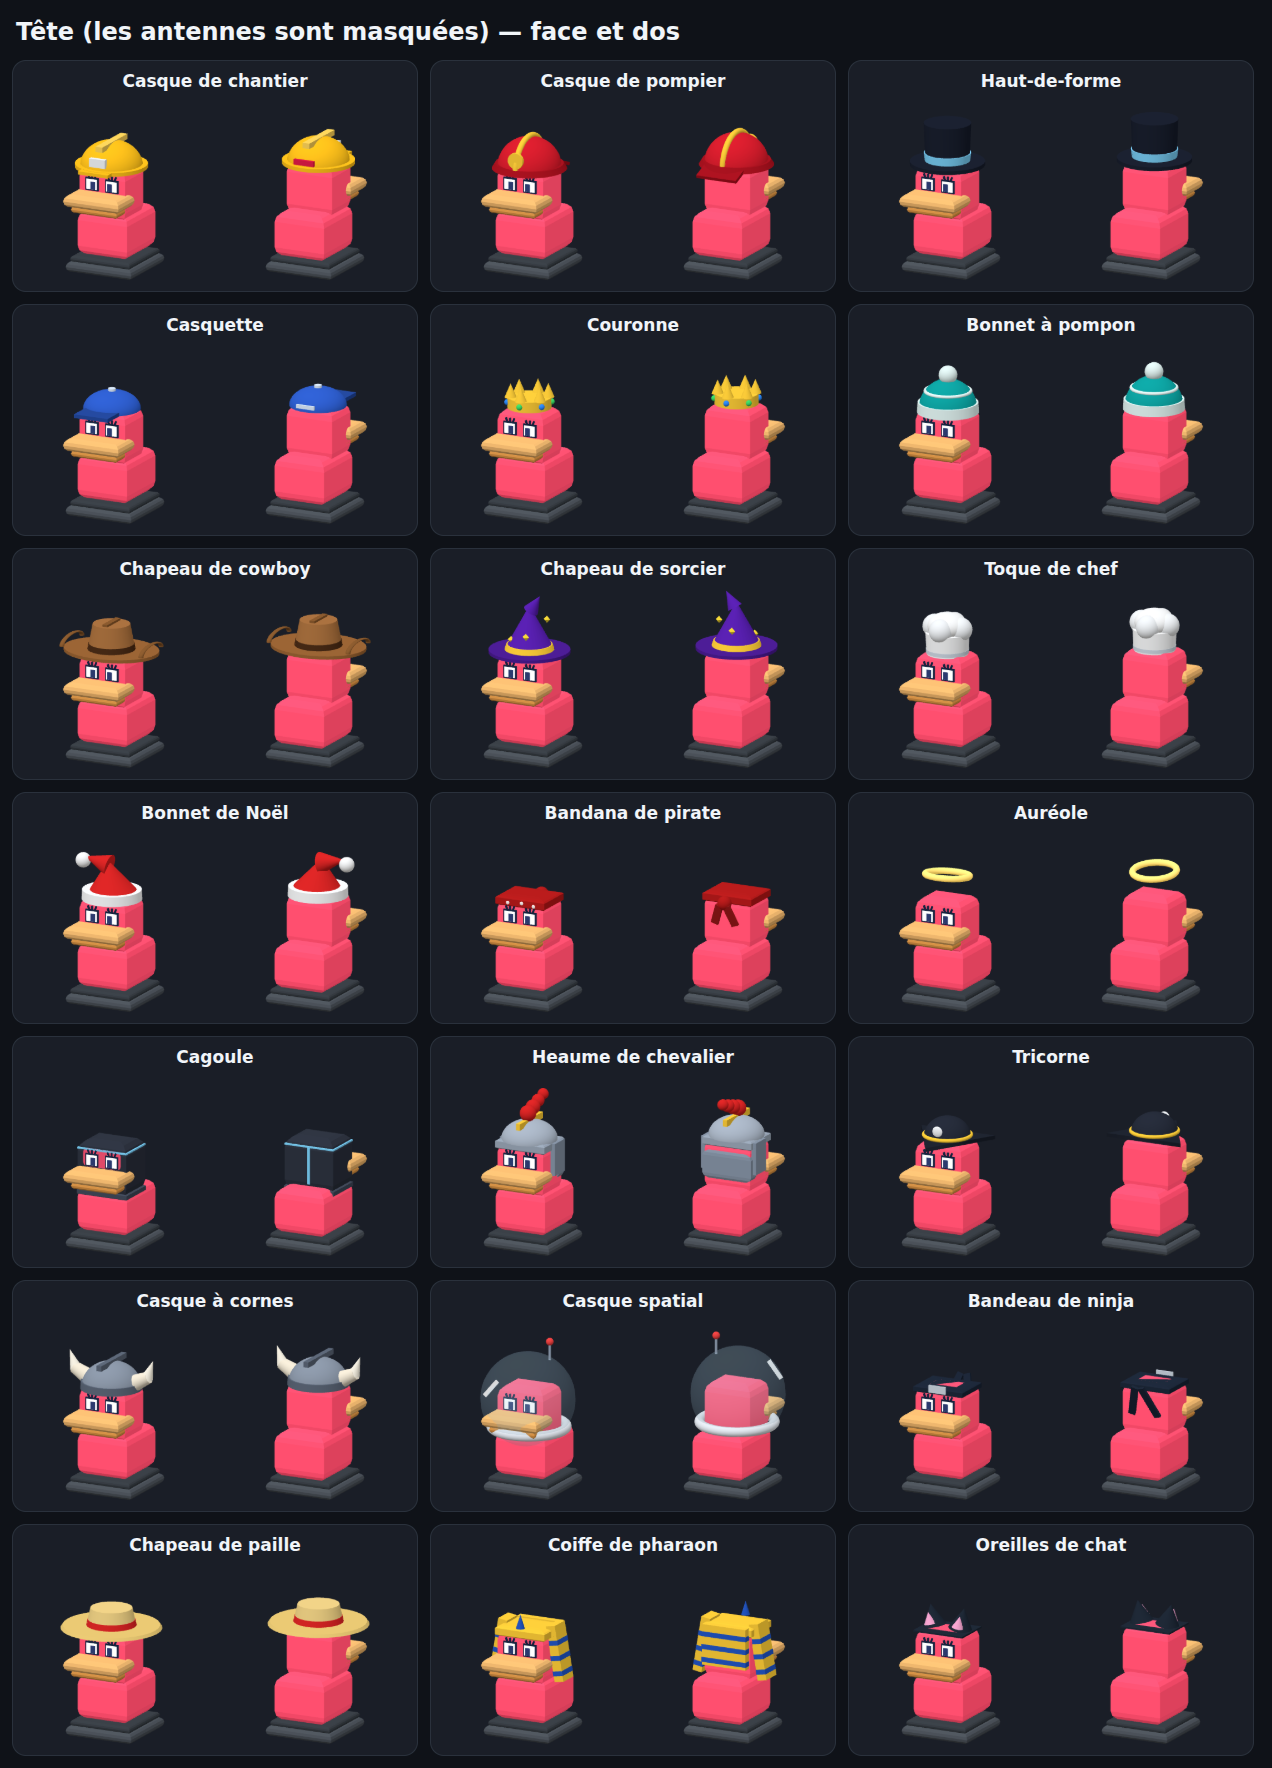 Tête (les antennes sont masquées) — face et dos
Casque de chantier
Casque de pompier
Haut-de-forme
Casquette
Couronne
Bonnet à pompon
Chapeau de cowboy
Chapeau de sorcier
Toque de chef
Bonnet de Noël
Bandana de pirate
Auréole
Cagoule
Heaume de chevalier
Tricorne
Casque à cornes
Casque spatial
Bandeau de ninja
Chapeau de paille
Coiffe de pharaon
Oreilles de chat